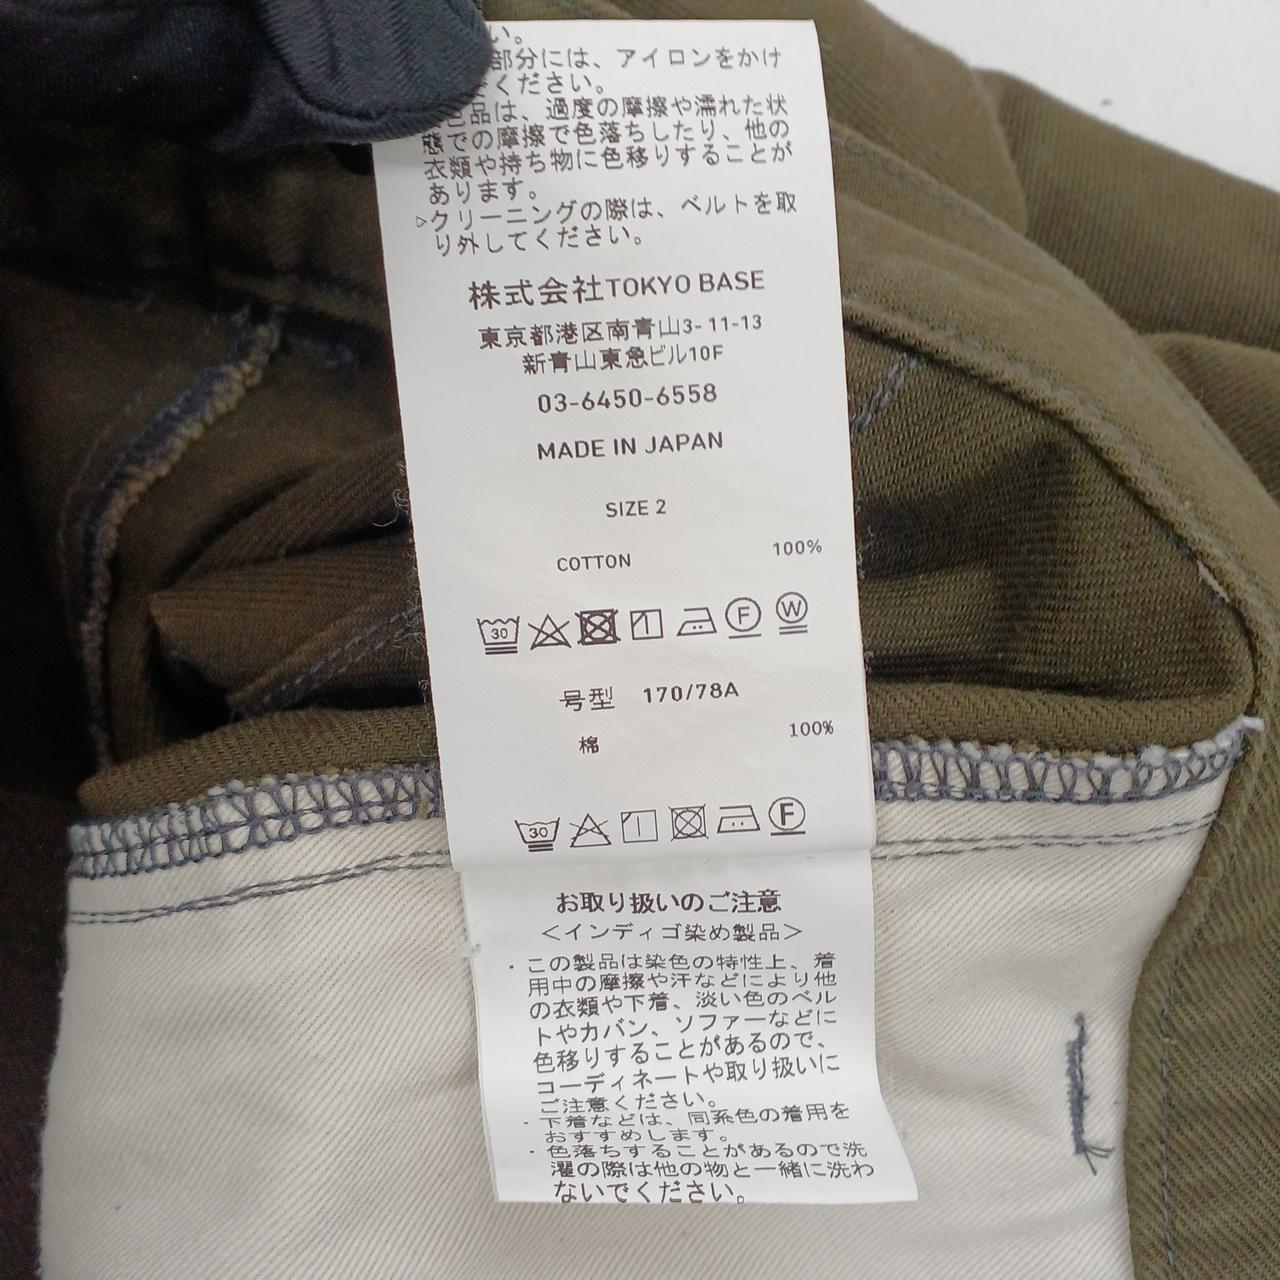 い。
部分には、アイロンをかけ
ください。
色品は、過度の摩擦や濡れた状
態での摩擦で色落ちしたり、他の
衣類や持ち物に色移りすることが
あります。
▷クリーニングの際は、ベルトを取
り外してください。
株式会社TOKYO BASE
東京都港区南青山3-11-13
新青山東急ビル10F
03-6450-6558
MADE IN JAPAN
SIZE 2
COTTON 100%
30 F W
号型 170/78A
棉 100%
30 F
お取り扱いのご注意
＜インディゴ染め製品＞
・この製品は染色の特性上、着
用中の摩擦や汗などにより他
の衣類や下着、淡い色のベル
トやカバン、ソファーなどに
色移りすることがあるので、
コーディネートや取り扱いに
ご注意ください。
・下着などは、同系色の着用を
おすすめします。
・色落ちすることがあるので洗
濯の際は他の物と一緒に洗わ
ないでください。